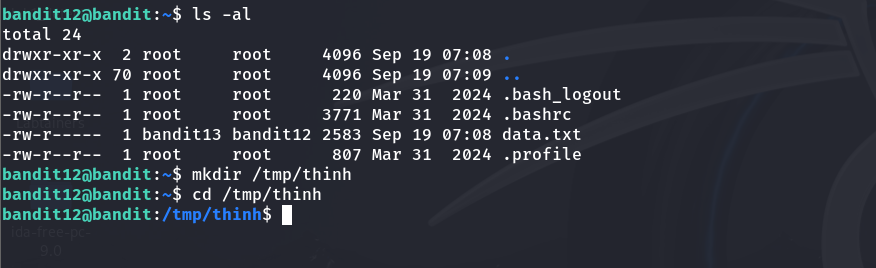 bandit12@bandit:~$ ls -al
total 24
drwxr-xr-x  2 root     root     4096 Sep 19 07:08 .
drwxr-xr-x 70 root     root     4096 Sep 19 07:09 ..
-rw-r--r--  1 root     root      220 Mar 31  2024 .bash_logout
-rw-r--r--  1 root     root     3771 Mar 31  2024 .bashrc
-rw-r-----  1 bandit13 bandit12 2583 Sep 19 07:08 data.txt
-rw-r--r--  1 root     root      807 Mar 31  2024 .profile
bandit12@bandit:~$ mkdir /tmp/thinh
bandit12@bandit:~$ cd /tmp/thinh
bandit12@bandit:/tmp/thinh$
ida-free-pc-
9.0